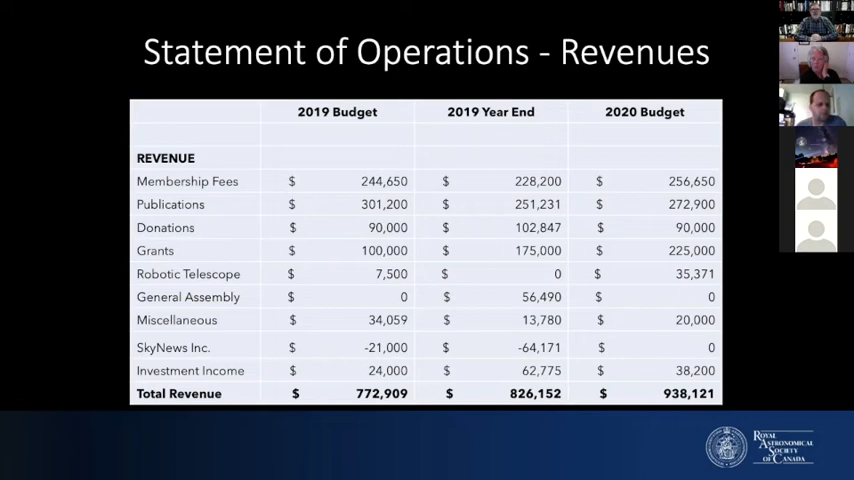 Statement of Operations - Revenues
2019 Budget 2019 Year End 2020 Budget
REVENUE
Membership Fees $ 244,650 $ 228,200 $ 256,650
Publications $ 301,200 $ 251,231 $ 272,900
Donations $ 90,000 $ 102,847 $ 90,000
Grants $ 100,000 $ 175,000 $ 225,000
Robotic Telescope $ 7,500 $ 0 $ 35,371
General Assembly $ 0 $ 56,490 $ 0
Miscellaneous $ 34,059 $ 13,780 $ 20,000
SkyNews Inc. $ -21,000 $ -64,171 $ 0
Investment Income $ 24,000 $ 62,775 $ 38,200
Total Revenue $ 772,909 $ 826,152 $ 938,121
ROYAL
ASTRONOMICAL
SOCIETY
OF CANADA